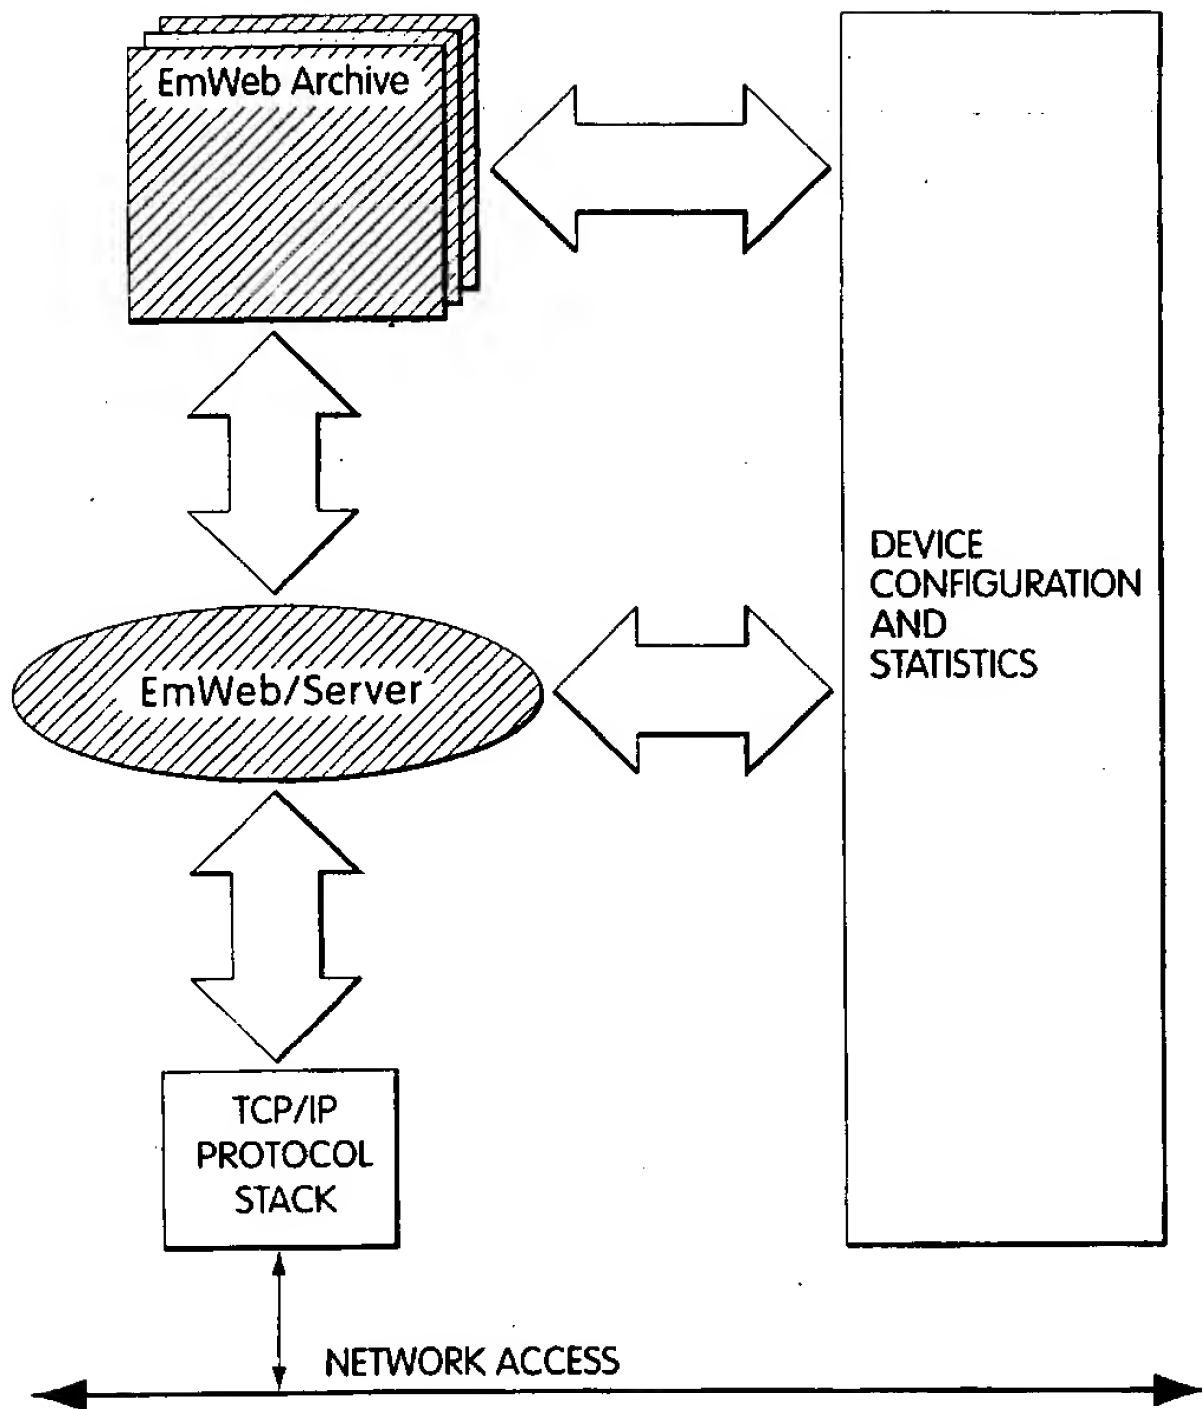 EmWeb Archive
DEVICE
CONFIGURATION
AND
STATISTICS
EmWeb/Server
TCP/IP
PROTOCOL
STACK
NETWORK ACCESS